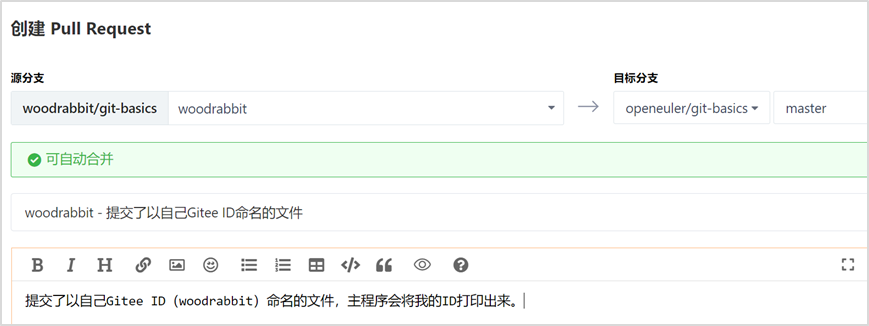 创建 Pull Request
源分支 目标分支
woodrabbit/git-basics woodrabbit openeuler/git-basics master
可自动合并
woodrabbit - 提交了以自己Gitee ID命名的文件
B I H
提交了以自己Gitee ID（woodrabbit）命名的文件，主程序会将我的ID打印出来。